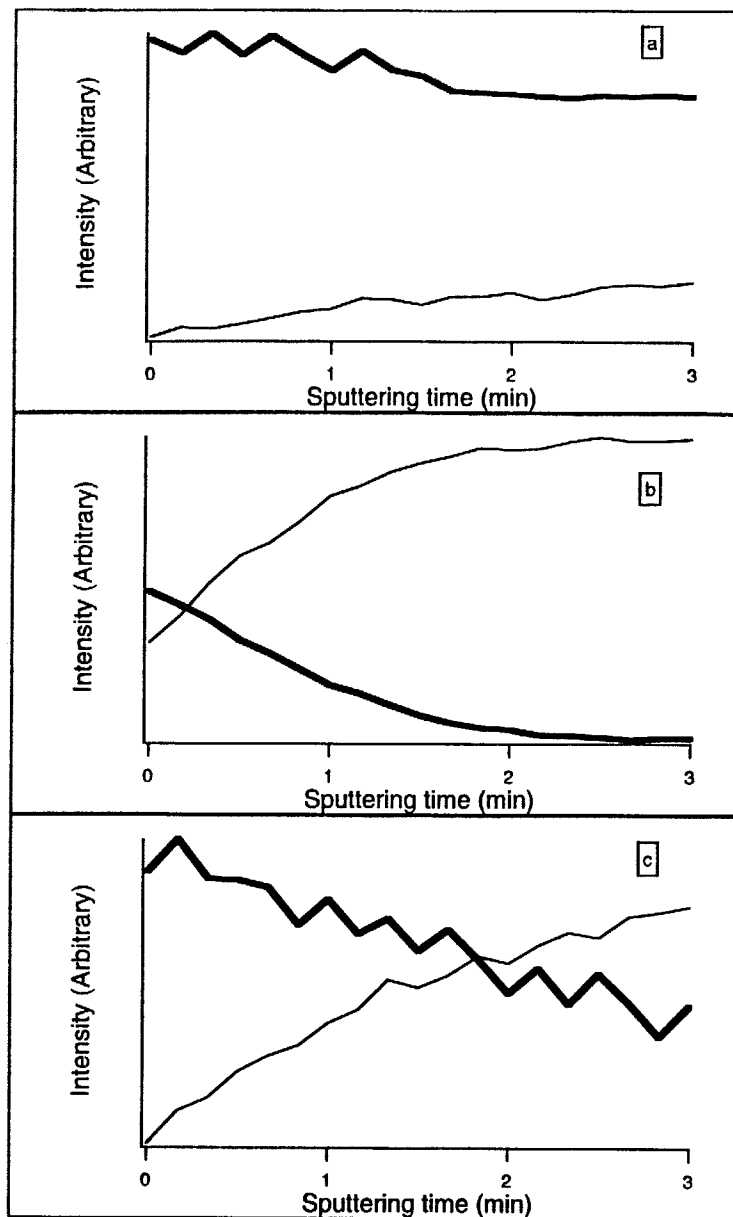 a
Intensity (Arbitrary)
0 1 2 3
Sputtering time (min)
b
Intensity (Arbitrary)
0 1 2 3
Sputtering time (min)
c
Intensity (Arbitrary)
0 1 2 3
Sputtering time (min)